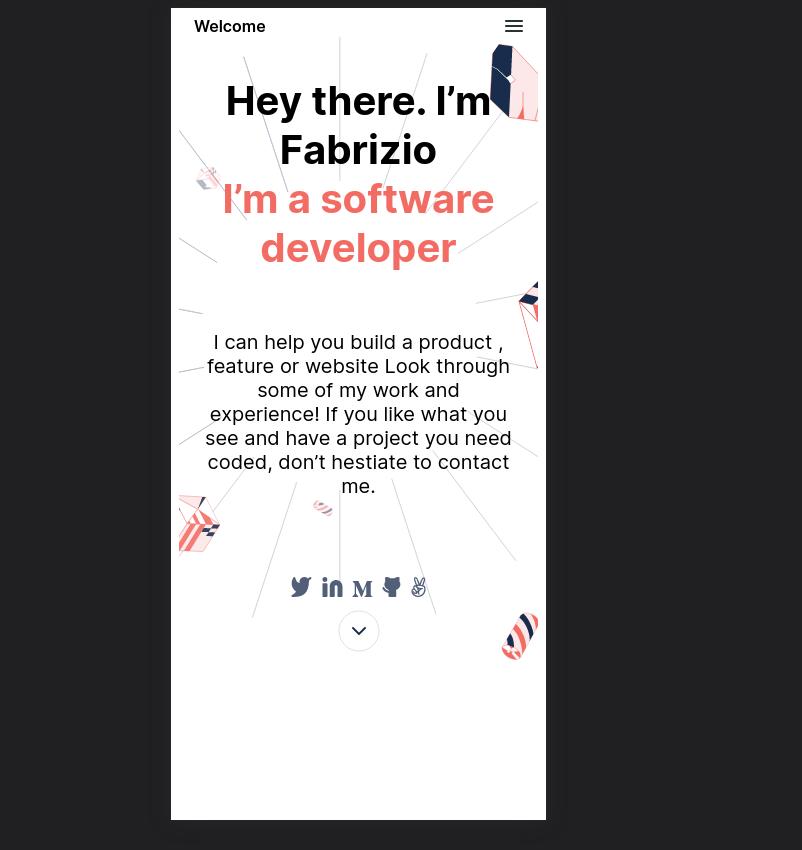 Welcome
Hey there. I’m
Fabrizio
I’m a software
developer
I can help you build a product ,
feature or website Look through
some of my work and
experience! If you like what you
see and have a project you need
coded, don’t hestiate to contact
me.